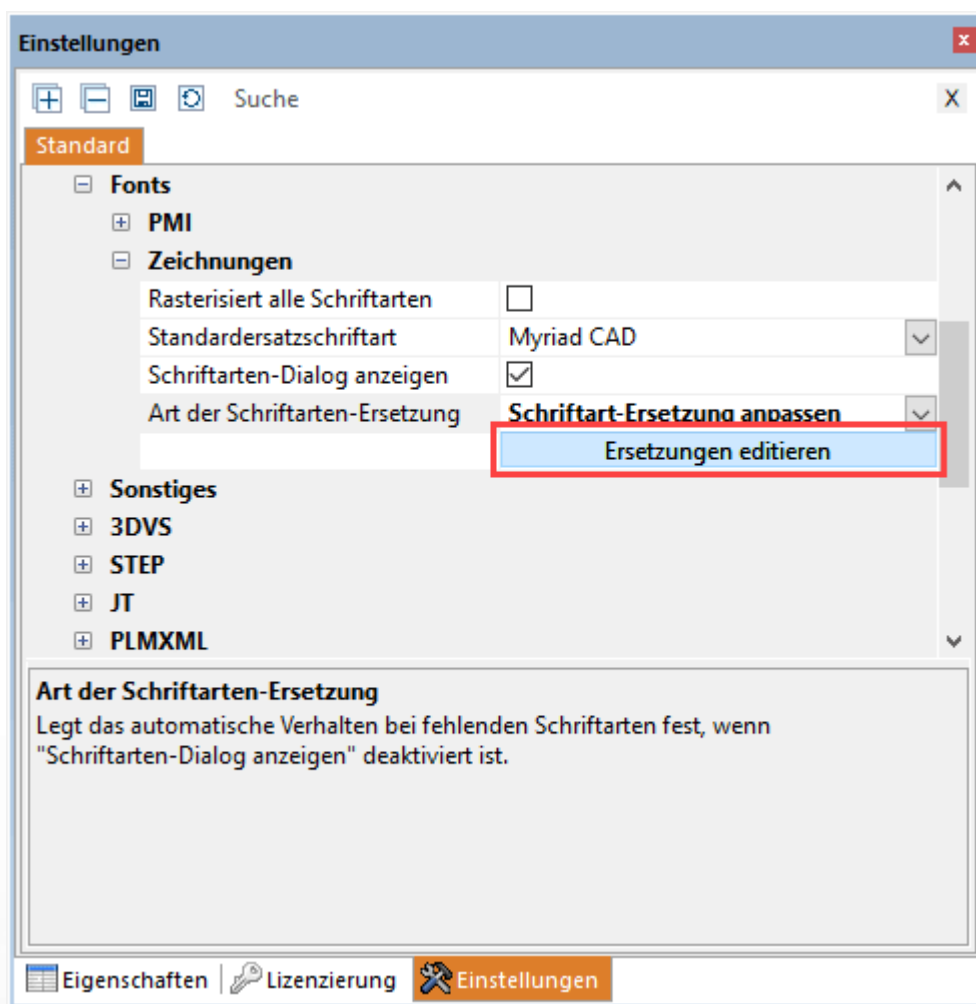 Einstellungen
x
Suche
X
Standard
Fonts
PMI
Zeichnungen
Rasterisiert alle Schriftarten
Standardersatzschriftart Myriad CAD
Schriftarten-Dialog anzeigen
Art der Schriftarten-Ersetzung Schriftart-Ersetzung anpassen
Ersetzungen editieren
Sonstiges
3DVS
STEP
JT
PLMXML
Art der Schriftarten-Ersetzung
Legt das automatische Verhalten bei fehlenden Schriftarten fest, wenn
"Schriftarten-Dialog anzeigen" deaktiviert ist.
Eigenschaften Lizenzierung Einstellungen